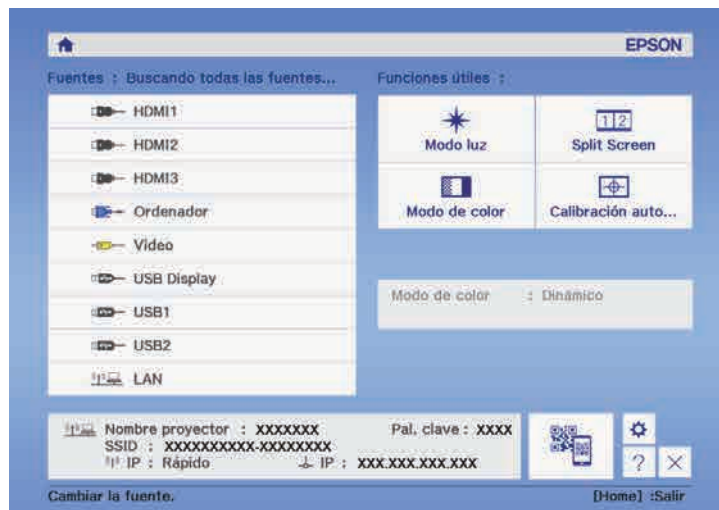 EPSON
Fuentes : Buscando todas las fuentes...
Funciones útiles :
HDMI1
HDMI2
HDMI3
Ordenador
Video
USB Display
USB1
USB2
LAN
Modo luz
1 2
Split Screen
Modo de color
Calibración auto...
Modo de color : Dinámico
Nombre proyector : XXXXXXX
Pal. clave : XXXX
SSID : XXXXXXXXXX-XXXXXXXX
IP : Rápido
IP : XXX.XXX.XXX.XXX
?
Cambiar la fuente.
[Home] :Salir